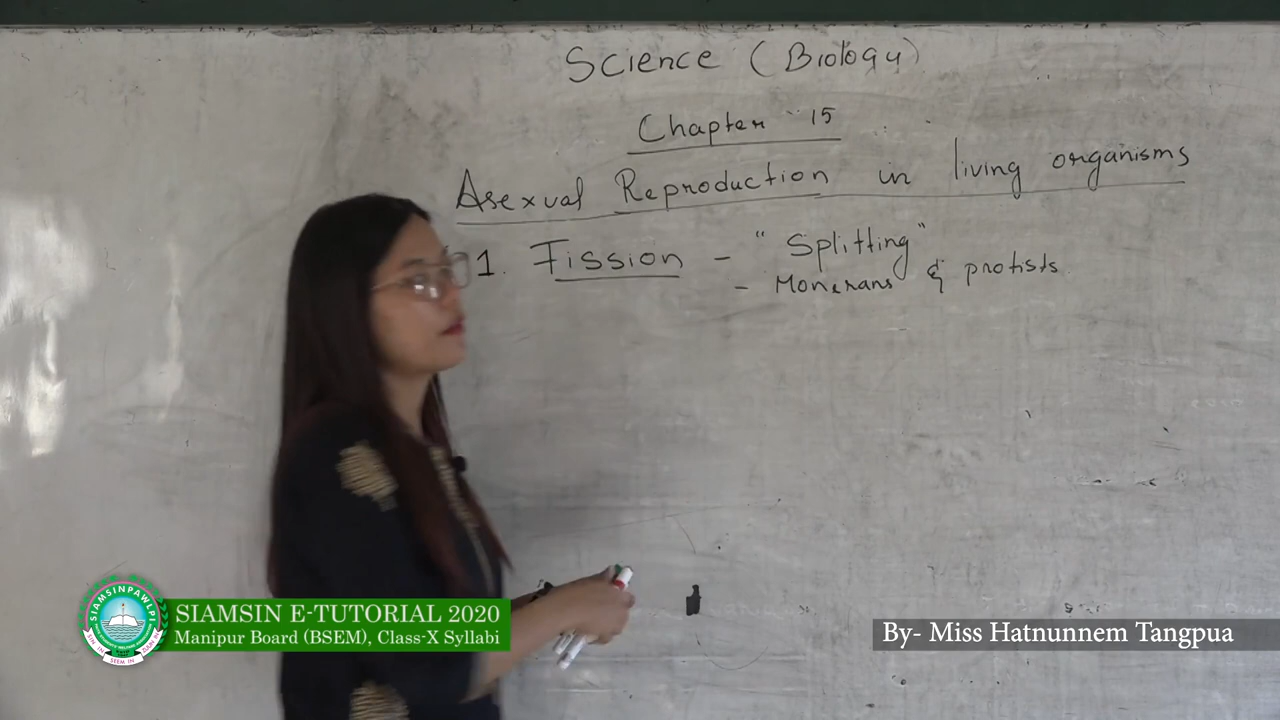 Science (Biology)
Chapter 15
Asexual Reproduction in living organisms
1. Fission - "Splitting"
- Monerans & protists
SIAMSINPAWLPI
SIAMSIN E-TUTORIAL 2020
Manipur Board (BSEM), Class-X Syllabi
By- Miss Hatnunnem Tangpua